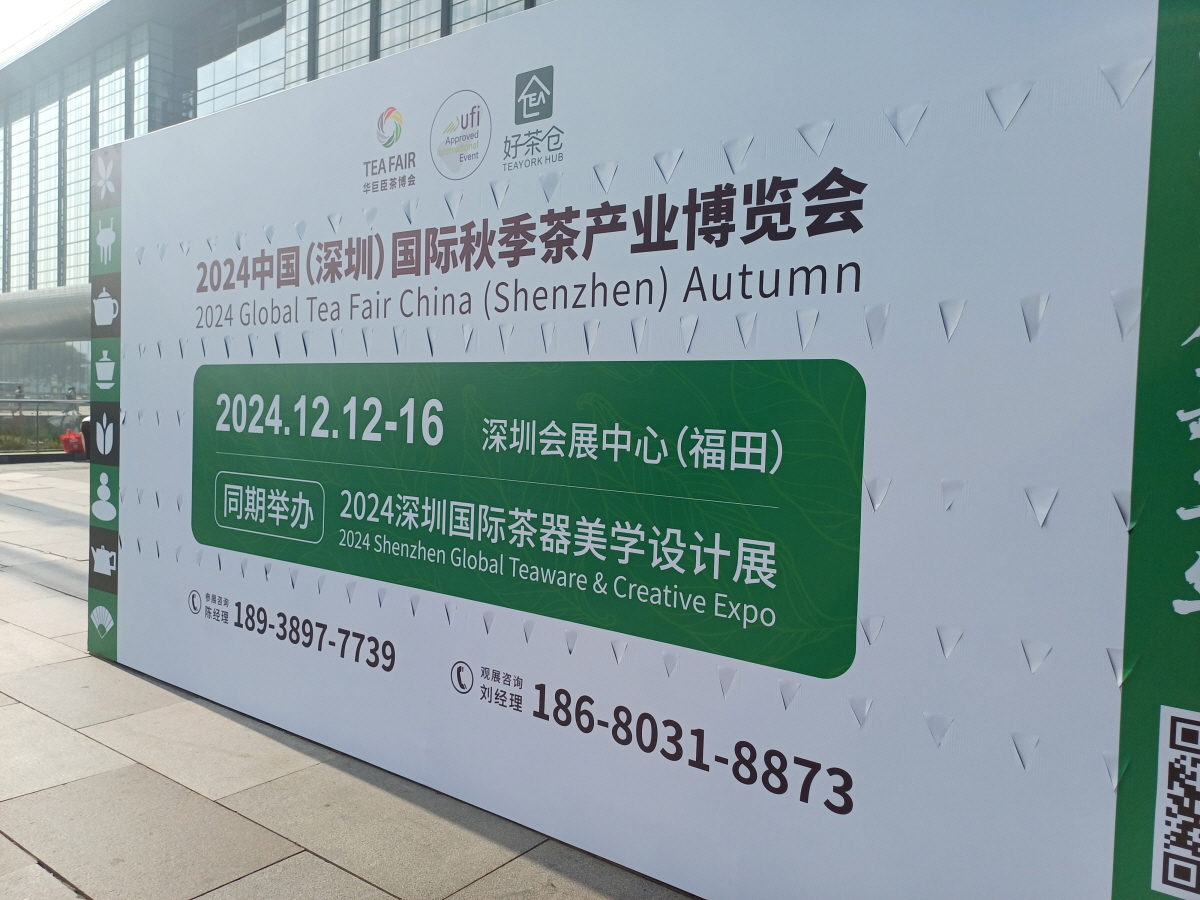 TEA FAIR
华巨臣茶博会
ufi
Approved
International
Event
TEA
好茶仓
TEAYORK HUB
2024中国(深圳)国际秋季茶产业博览会
2024 Global Tea Fair China (Shenzhen) Autumn
2024.12.12-16 深圳会展中心(福田)
同期举办 2024深圳国际茶器美学设计展
2024 Shenzhen Global Teaware & Creative Expo
参展咨询
陈经理 189-3897-7739
观展咨询
刘经理 186-8031-8873